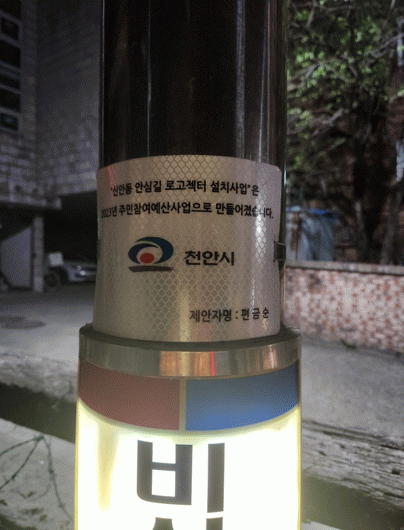 "신안동 안심길 로고젝터 설치사업"은
2023년 주민참여예산사업으로 만들어졌습니다.
천안시
제안자명 : 편금순
빛